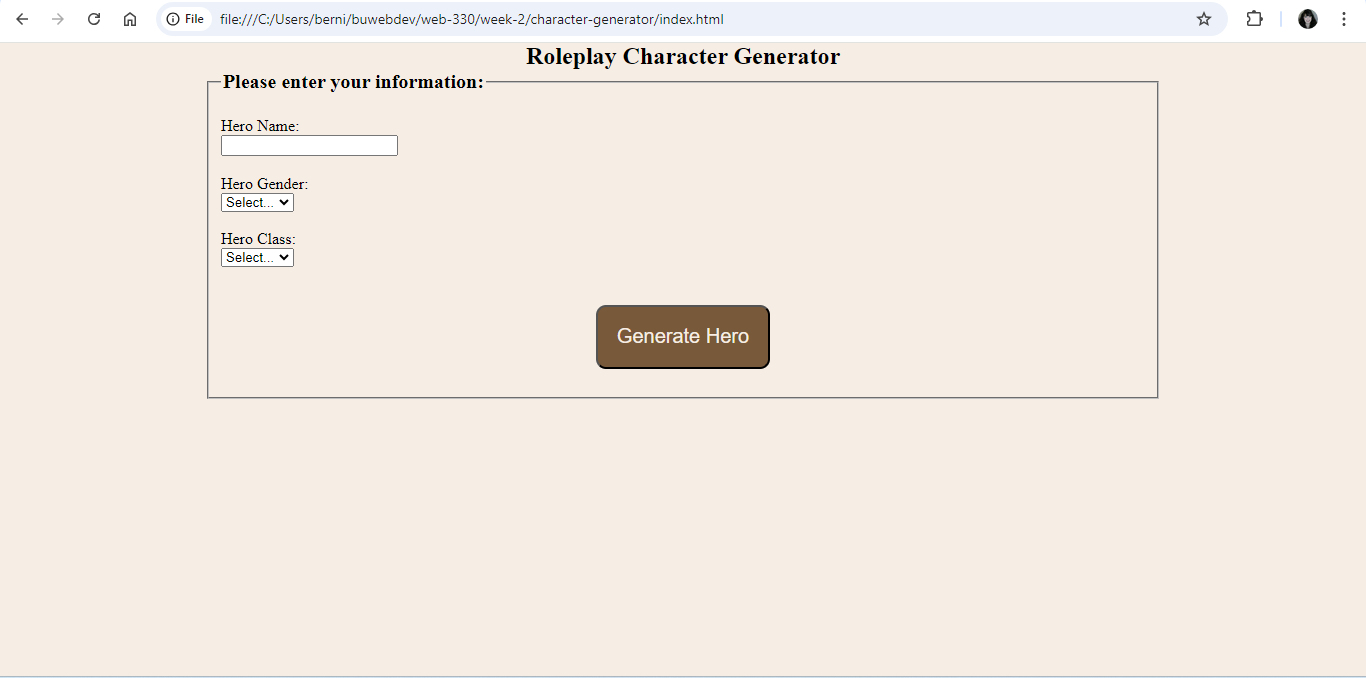 File file:///C:/Users/berni/buwebdev/web-330/week-2/character-generator/index.html
Roleplay Character Generator
Please enter your information:
Hero Name:
Hero Gender:
Select...
Hero Class:
Select...
Generate Hero